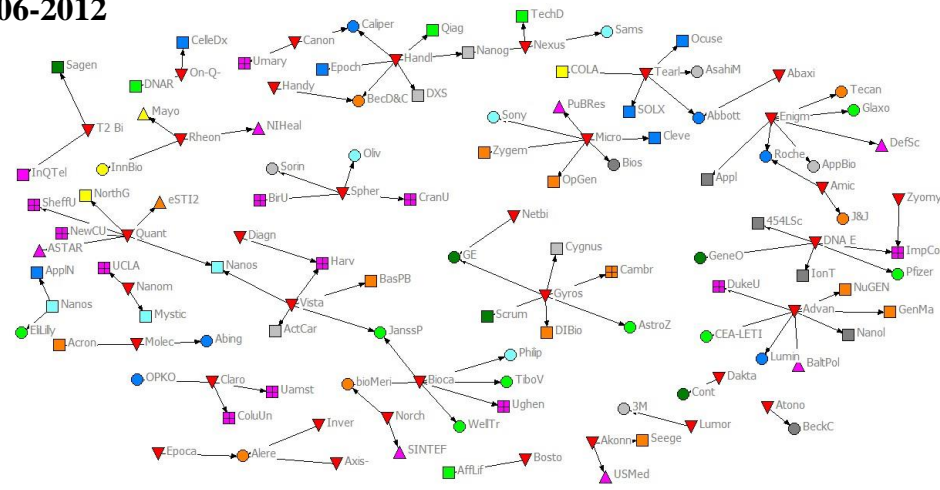 06-2012
TechD
Sams
Caliper
Qiag
CelleDx
Canon
Nexus
Ocuse
Umary
Handl
Nanog
Sagen
Epoch
COLA
Tearl
AsahiM
Abaxi
On-Q-
DNAR
Handy
BecD&C
DXS
Tecan
PuBRes
SOLX
Abbott
Glaxo
Mayo
Sony
Enigm
T2 Bi
Rheon
NIHeal
Micro
Cleve
DefSc
Zygem
Oliv
Roche
Bios
AppBio
Sorin
InnBio
InQTel
OpGen
Appl
Amic
NorthG
BirU
Spher
CranU
Zyomy
SheffU
eSTI2
Netbi
454LSc
J&J
NewCU
Quant
Diagn
ASTAR
Cygnus
DNA E
ImpCo
GE
GeneO
UCLA
Nanos
Harv
ApplN
BasPB
Cambr
IonT
Pfizer
Nanom
DukeU
NuGEN
Gyros
Nanos
Vista
Mystic
Scrum
Advan
GenMa
EliLily
ActCar
JanssP
DIBio
AstroZ
CEA-LETI
Nanol
Acron
Molec
Abing
Philip
Lumin
BaltPol
OPKO
Claro
bioMeri
Bioca
TiboV
Dakta
Uamst
Cont
Ughen
3M
Atono
ColuUn
Norch
Inver
WellTr
Lumor
BeckC
Epoca
Alere
SINTEF
Akonn
Seege
Axis-
Bosto
AffLif
USMed